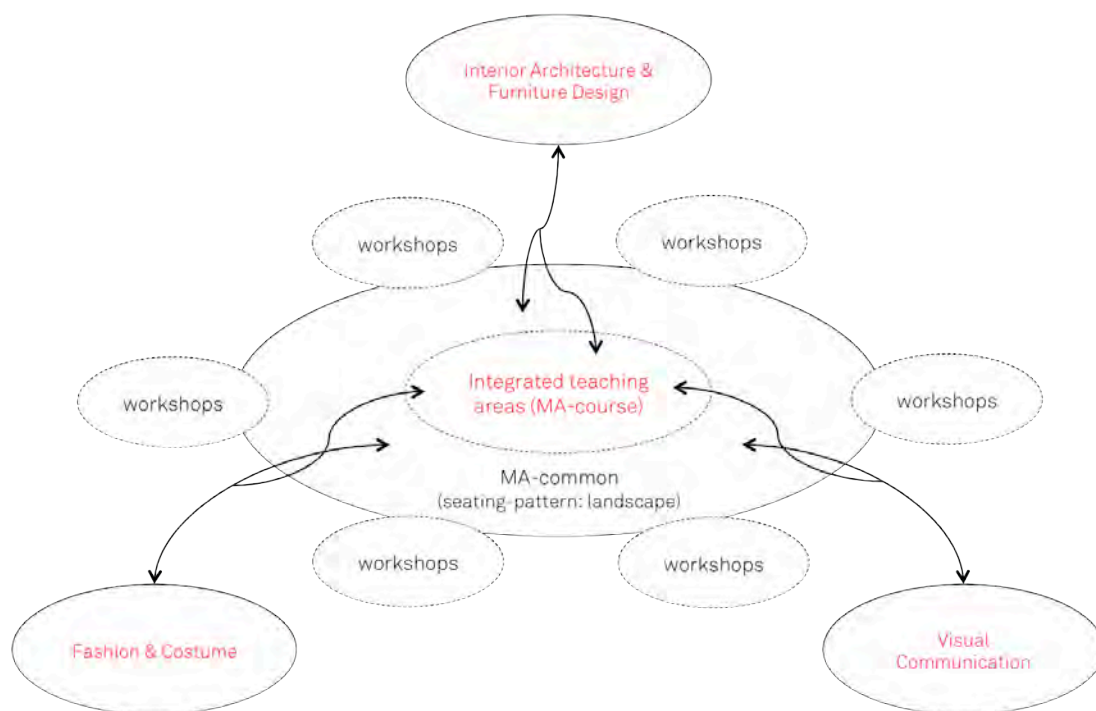 Interior Architecture &
Furniture Design
workshops
workshops
Integrated teaching
areas (MA-course)
workshops
workshops
MA-common
(seating-pattern: landscape)
workshops
workshops
Fashion & Costume
Visual
Communication